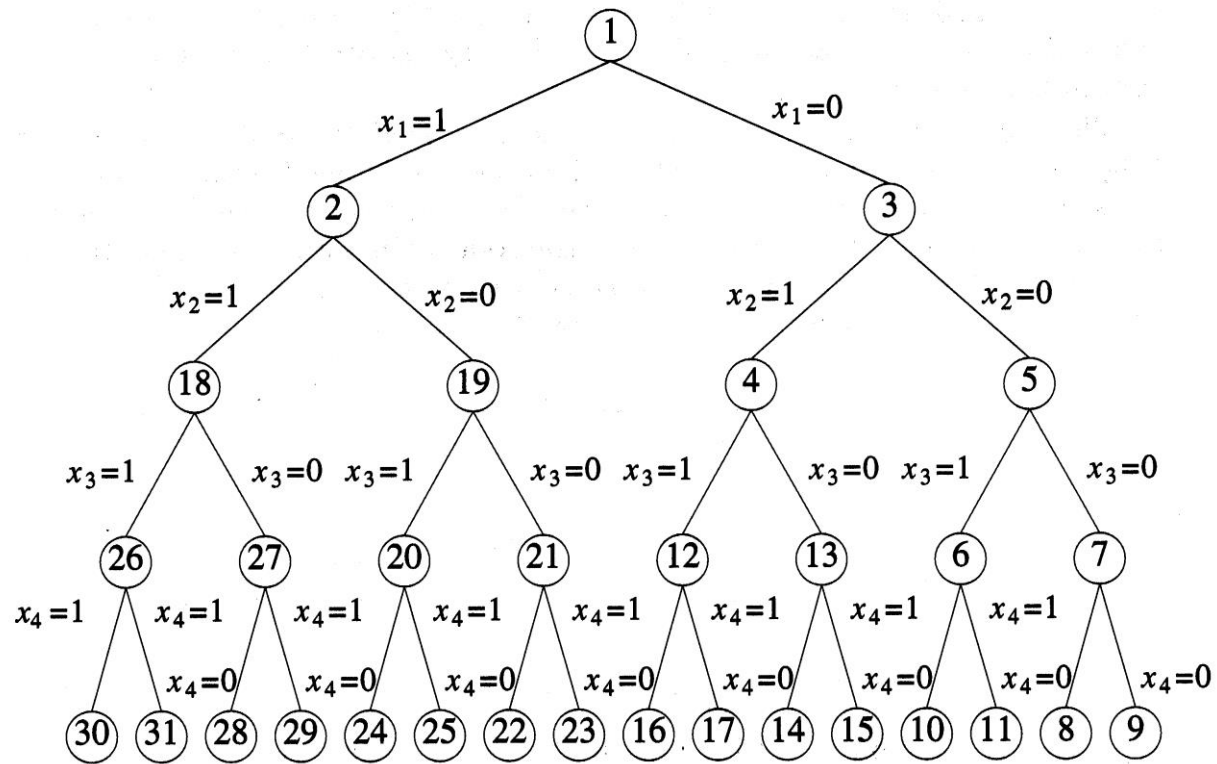 1
x₁=1 x₁=0
2 3
x₂=1 x₂=0 x₂=1 x₂=0
18 19 4 5
x₃=1 x₃=0 x₃=1 x₃=0 x₃=1 x₃=0 x₃=1 x₃=0
26 27 20 21 12 13 6 7
x₄=1 x₄=1 x₄=1 x₄=1 x₄=1 x₄=1 x₄=1 x₄=1
x₄=0 x₄=0 x₄=0 x₄=0 x₄=0 x₄=0 x₄=0 x₄=0
30 31 28 29 24 25 22 23 16 17 14 15 10 11 8 9